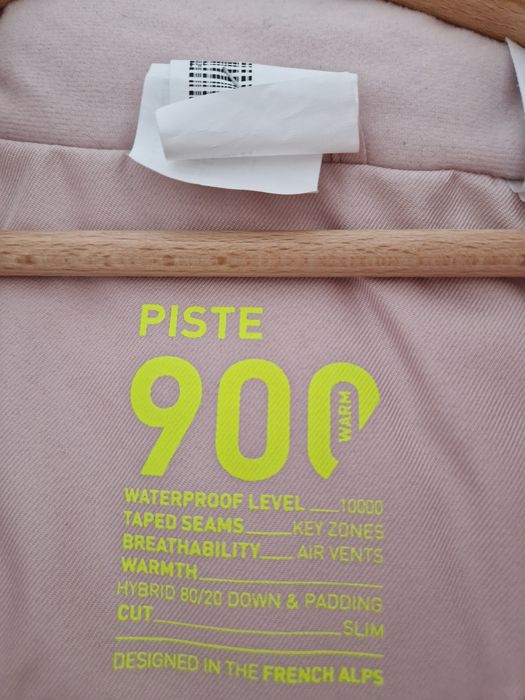 PISTE
900
WARM
WATERPROOF LEVEL 10000
TAPED SEAMS KEY ZONES
BREATHABILITY AIR VENTS
WARMTH
HYBRID 80/20 DOWN & PADDING
CUT SLIM
DESIGNED IN THE FRENCH ALPS